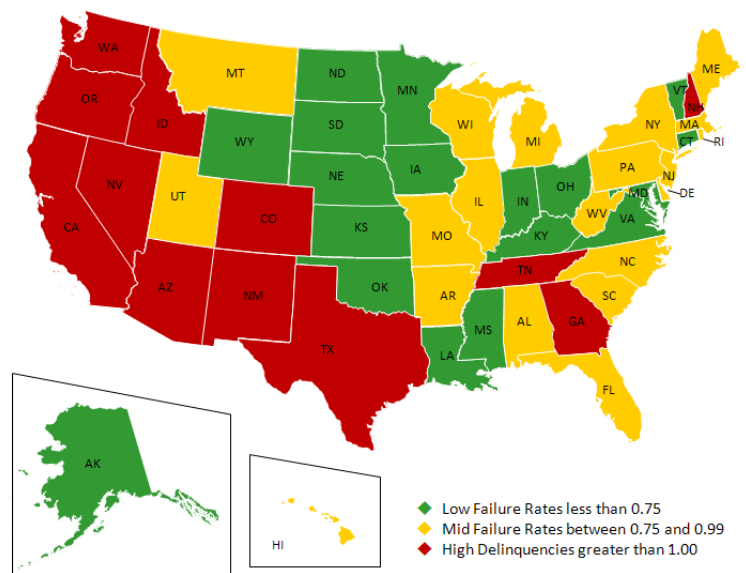 WA
MT
ND
MN
ME
VT
NH
OR
ID
WY
SD
WI
MI
NY
MA
CT
RI
NV
UT
NE
IA
PA
NJ
CA
CO
KS
MO
IL
IN
OH
WV
MD
DE
VA
KY
AZ
NM
OK
AR
TN
NC
SC
TX
LA
MS
AL
GA
FL
AK
HI
Low Failure Rates less than 0.75
Mid Failure Rates between 0.75 and 0.99
High Delinquencies greater than 1.00